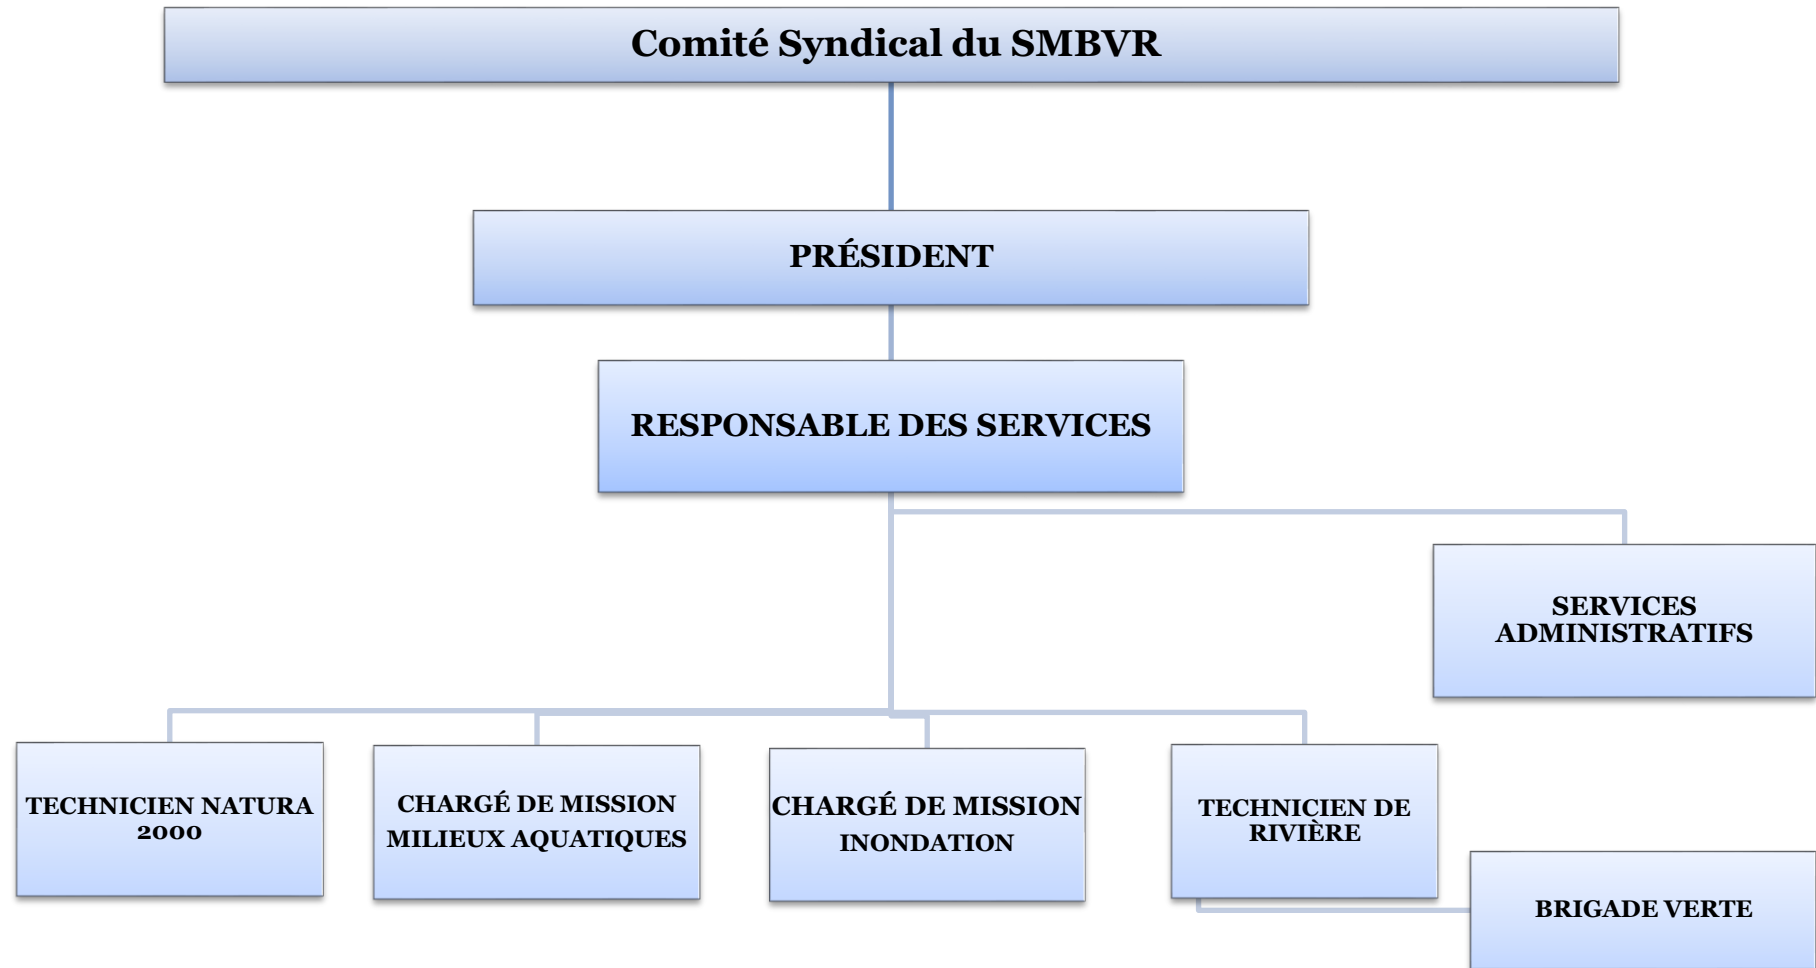 Comité Syndical du SMBVR
PRÉSIDENT
RESPONSABLE DES SERVICES
SERVICES
ADMINISTRATIFS
TECHNICIEN NATURA
2000
CHARGÉ DE MISSION
MILIEUX AQUATIQUES
CHARGÉ DE MISSION
INONDATION
TECHNICIEN DE
RIVIÈRE
BRIGADE VERTE